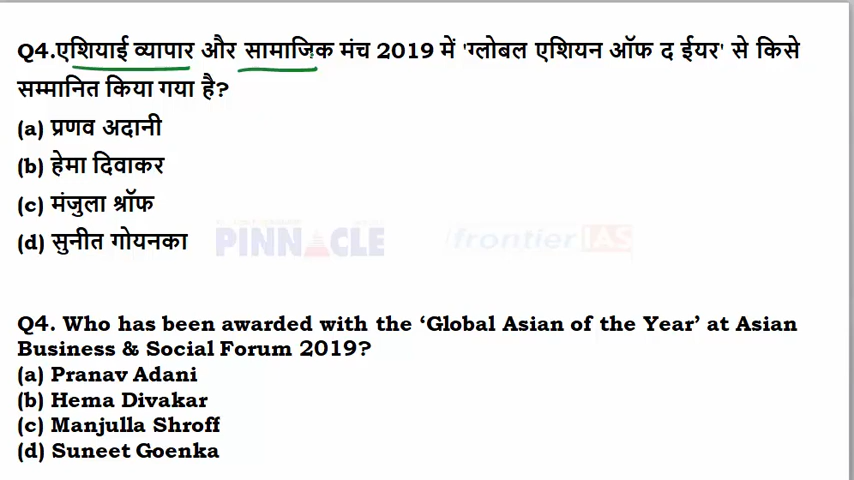 Q4.एशियाई व्यापार और सामाजिक मंच 2019 में 'ग्लोबल एशियन ऑफ द ईयर' से किसे
सम्मानित किया गया है?
(a) प्रणव अदानी
(b) हेमा दिवाकर
(c) मंजुला श्रॉफ
(d) सुनीत गोयनका
PINNACLE frontier IAS
Q4. Who has been awarded with the ‘Global Asian of the Year’ at Asian
Business & Social Forum 2019?
(a) Pranav Adani
(b) Hema Divakar
(c) Manjulla Shroff
(d) Suneet Goenka